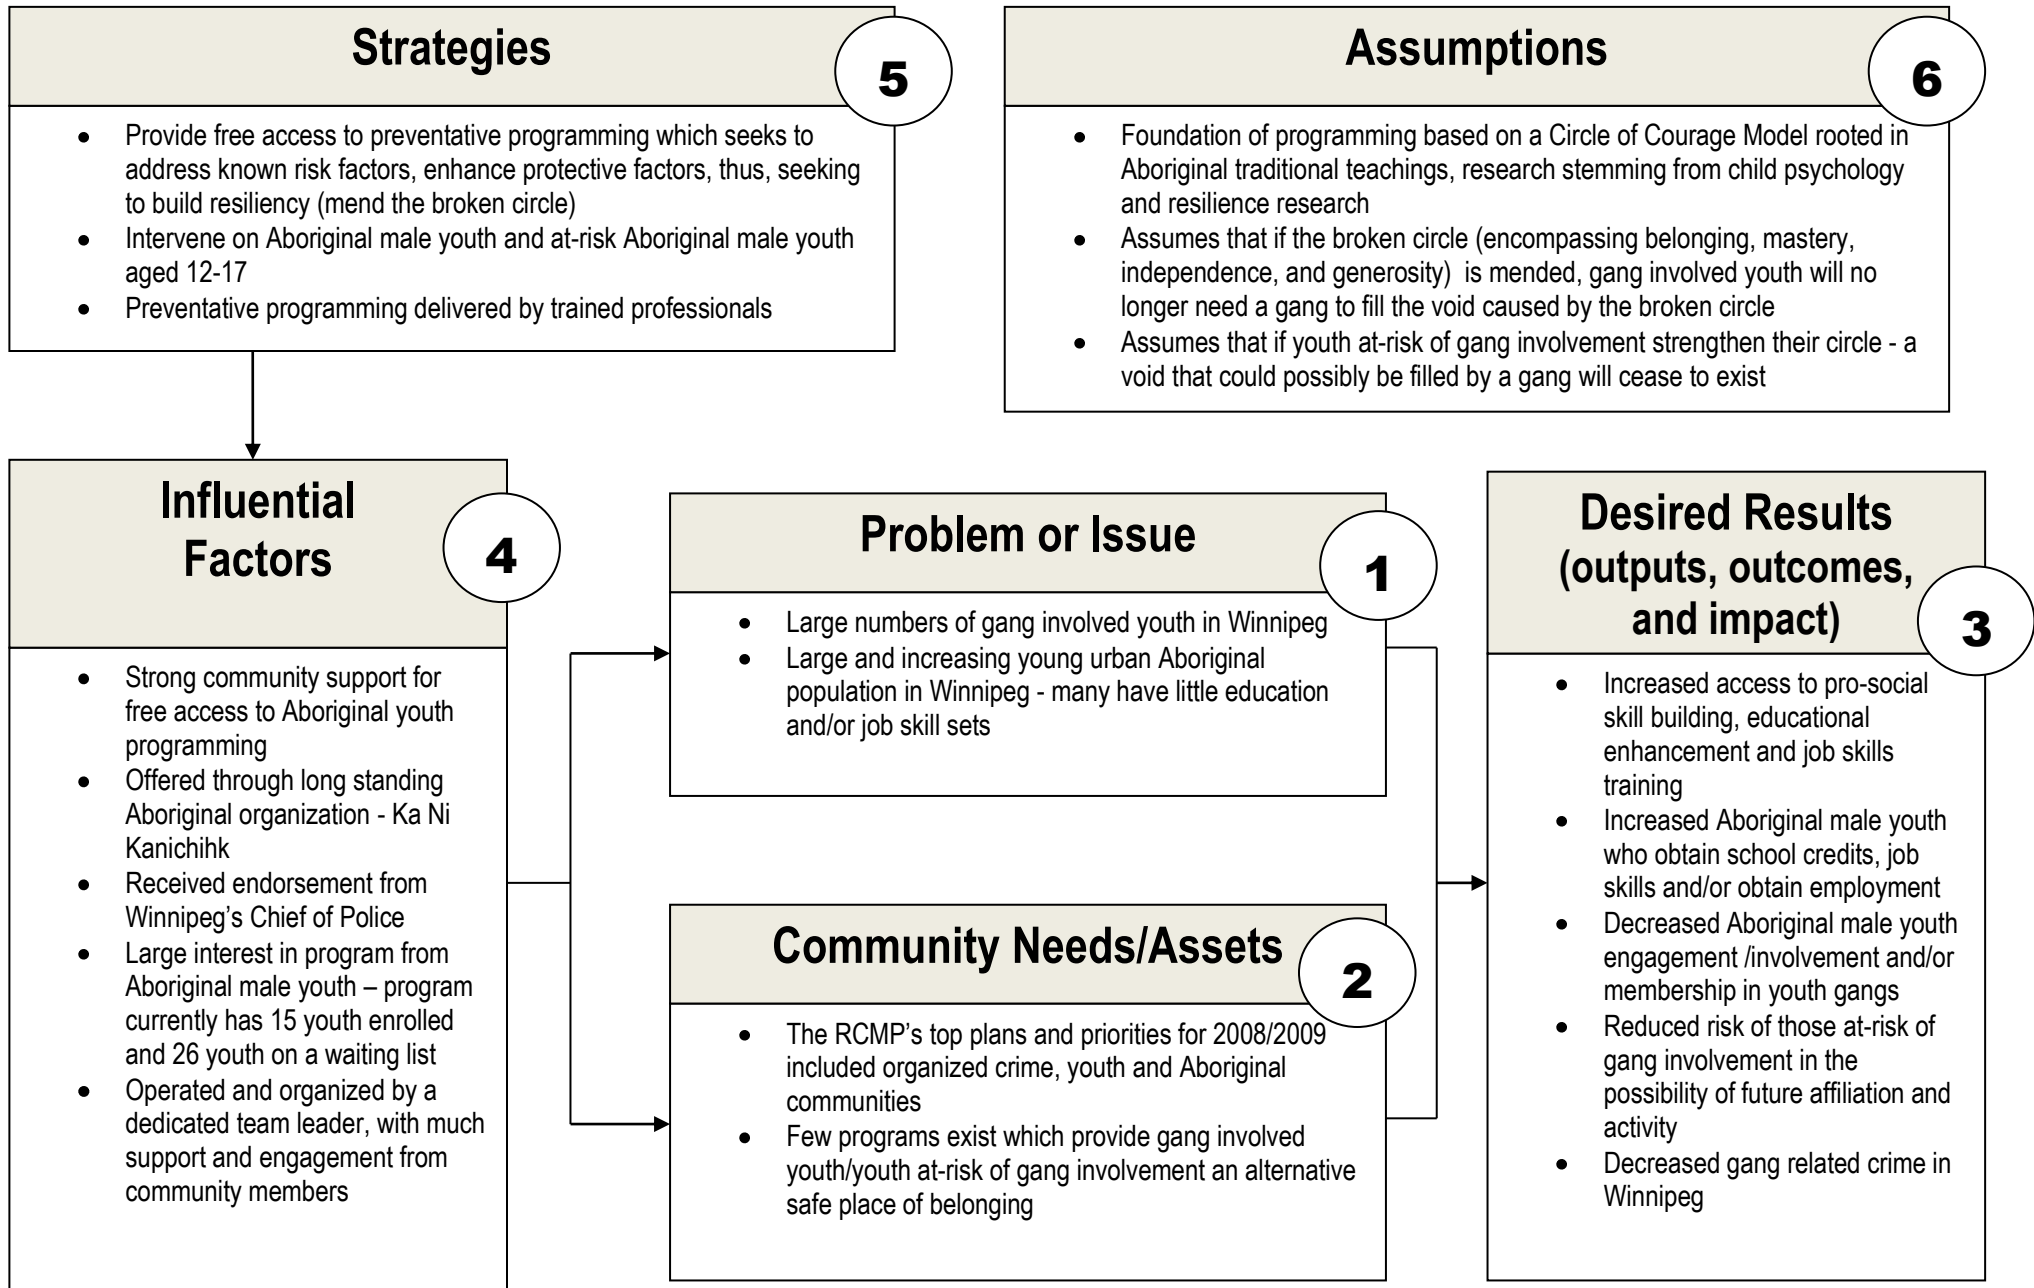 Strategies
5
• Provide free access to preventative programming which seeks to
address known risk factors, enhance protective factors, thus, seeking
to build resiliency (mend the broken circle)
• Intervene on Aboriginal male youth and at-risk Aboriginal male youth
aged 12-17
• Preventative programming delivered by trained professionals
Assumptions
6
• Foundation of programming based on a Circle of Courage Model rooted in
Aboriginal traditional teachings, research stemming from child psychology
and resilience research
• Assumes that if the broken circle (encompassing belonging, mastery,
independence, and generosity) is mended, gang involved youth will no
longer need a gang to fill the void caused by the broken circle
• Assumes that if youth at-risk of gang involvement strengthen their circle - a
void that could possibly be filled by a gang will cease to exist
Influential
Factors
4
• Strong community support for
free access to Aboriginal youth
programming
• Offered through long standing
Aboriginal organization - Ka Ni
Kanichihk
• Received endorsement from
Winnipeg’s Chief of Police
• Large interest in program from
Aboriginal male youth – program
currently has 15 youth enrolled
and 26 youth on a waiting list
• Operated and organized by a
dedicated team leader, with much
support and engagement from
community members
Problem or Issue
1
• Large numbers of gang involved youth in Winnipeg
• Large and increasing young urban Aboriginal
population in Winnipeg - many have little education
and/or job skill sets
Community Needs/Assets
2
• The RCMP’s top plans and priorities for 2008/2009
included organized crime, youth and Aboriginal
communities
• Few programs exist which provide gang involved
youth/youth at-risk of gang involvement an alternative
safe place of belonging
Desired Results
(outputs, outcomes,
and impact)
3
• Increased access to pro-social
skill building, educational
enhancement and job skills
training
• Increased Aboriginal male youth
who obtain school credits, job
skills and/or obtain employment
• Decreased Aboriginal male youth
engagement /involvement and/or
membership in youth gangs
• Reduced risk of those at-risk of
gang involvement in the
possibility of future affiliation and
activity
• Decreased gang related crime in
Winnipeg